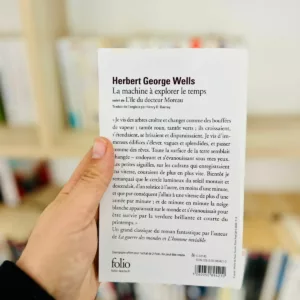 Herbert George Wells
La machine à explorer le temps
suivi de L'île du docteur Moreau
Traduit de l'anglais par Henry D. Davray
« Je vis des arbres croître et changer comme des bouffées
de vapeur ; tantôt roux, tantôt verts ; ils croissaient,
s'étendaient, se brisaient et disparaissaient. Je vis d'im-
menses édifices s'élever, vagues et splendides, et passer
comme des rêves. Toute la surface de la terre semblait
changée – ondoyant et s'évanouissant sous mes yeux.
Les petites aiguilles, sur les cadrans qui enregistraient
ma vitesse, couraient de plus en plus vite. Bientôt je
remarquai que le cercle lumineux du soleil montait et
descendait, d'un solstice à l'autre, en moins d'une minute,
et que par conséquent j'allais à une vitesse de plus d'une
année par minute ; et de minute en minute la neige
blanche apparaissait sur le monde et s'évanouissait pour
être suivie par la verdure brillante et courte du
printemps. »
Un grand classique du roman fantastique par l'auteur
de La guerre des mondes et L'homme invisible
folio